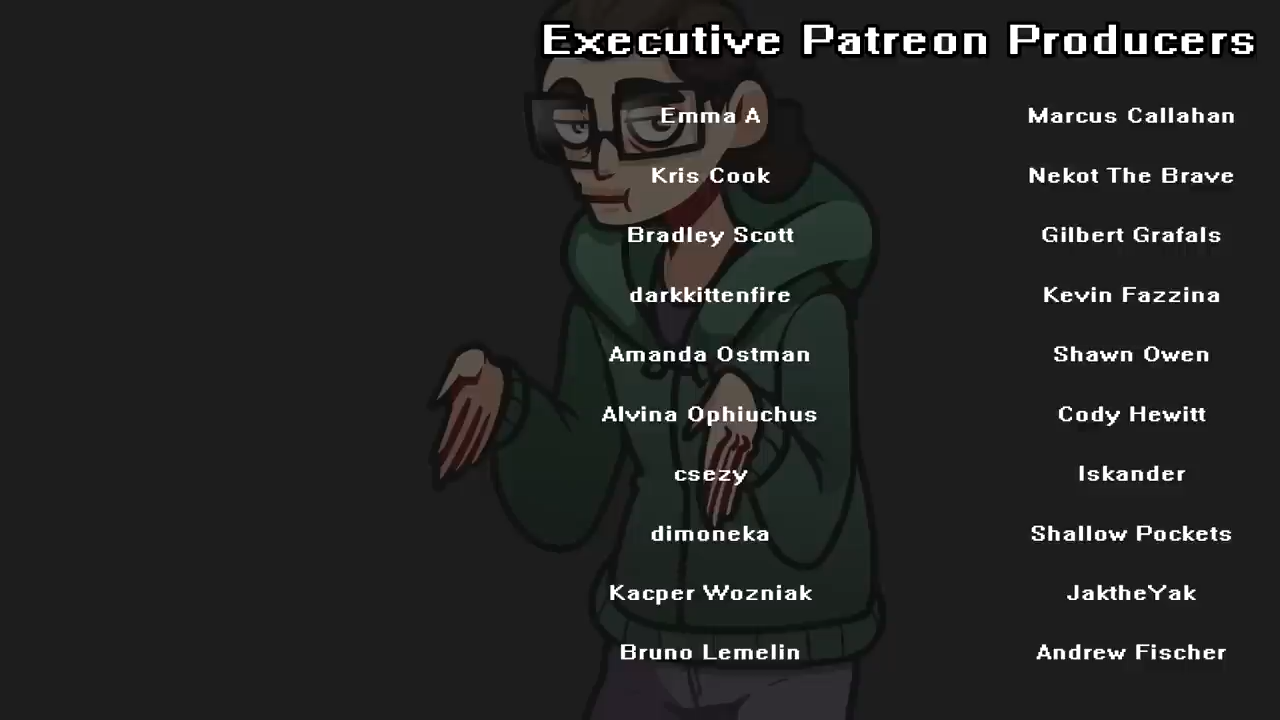 Executive Patreon Producers
Emma A
Marcus Callahan
Kris Cook
Nekot The Brave
Bradley Scott
Gilbert Grafals
darkkittenfire
Kevin Fazzina
Amanda Ostman
Shawn Owen
Alvina Ophiuchus
Cody Hewitt
csezy
Iskander
dimoneka
Shallow Pockets
Kacper Wozniak
JaktheYak
Bruno Lemelin
Andrew Fischer